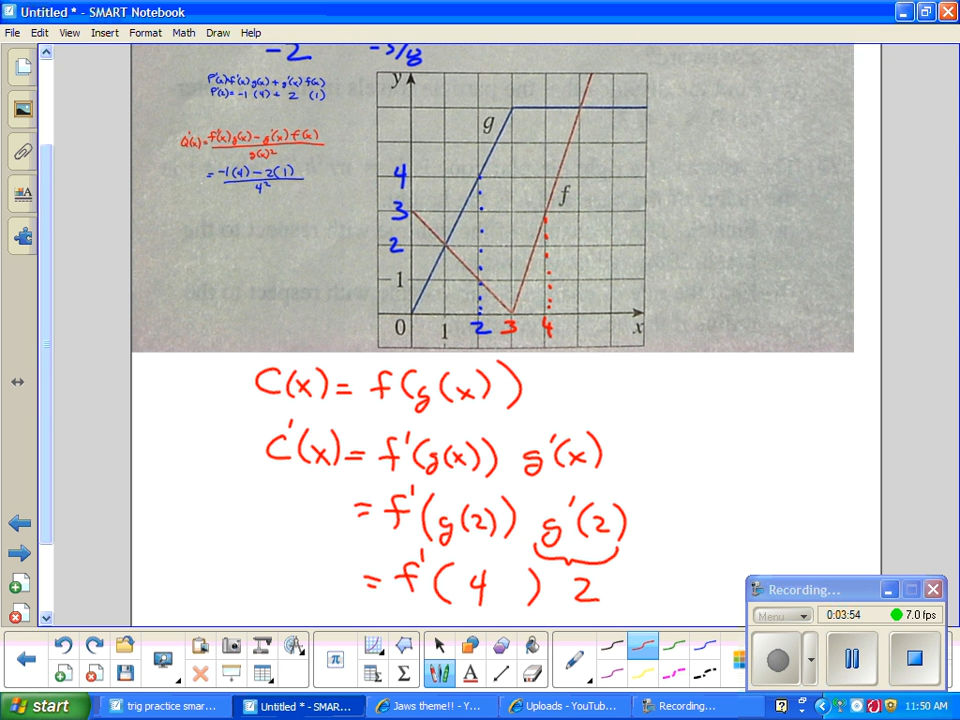 Untitled * - SMART Notebook
File Edit View Insert Format Math Draw Help
-2 -3/8
P'(x)=f'(x)g(x)+g'(x)f(x)
P'(2)=-1(4)+2(1)
Q'(x)=f'(x)g(x)-g'(x)f(x)
g(x)²
= -1(4)-2(1)
4²
y
g
4
f
3
2
1
0 1 2 3 4 x
C(x)= f(g(x))
C'(x)= f'(g(x)) g'(x)
= f'(g(2)) g'(2)
= f'( 4 ) 2
Recording...
Menu 0:03:54 7.0 fps
start
trig practice smar...
Untitled * - SMAR...
Jaws theme!! - Yo...
Uploads - YouTub...
Recording...
11:50 AM